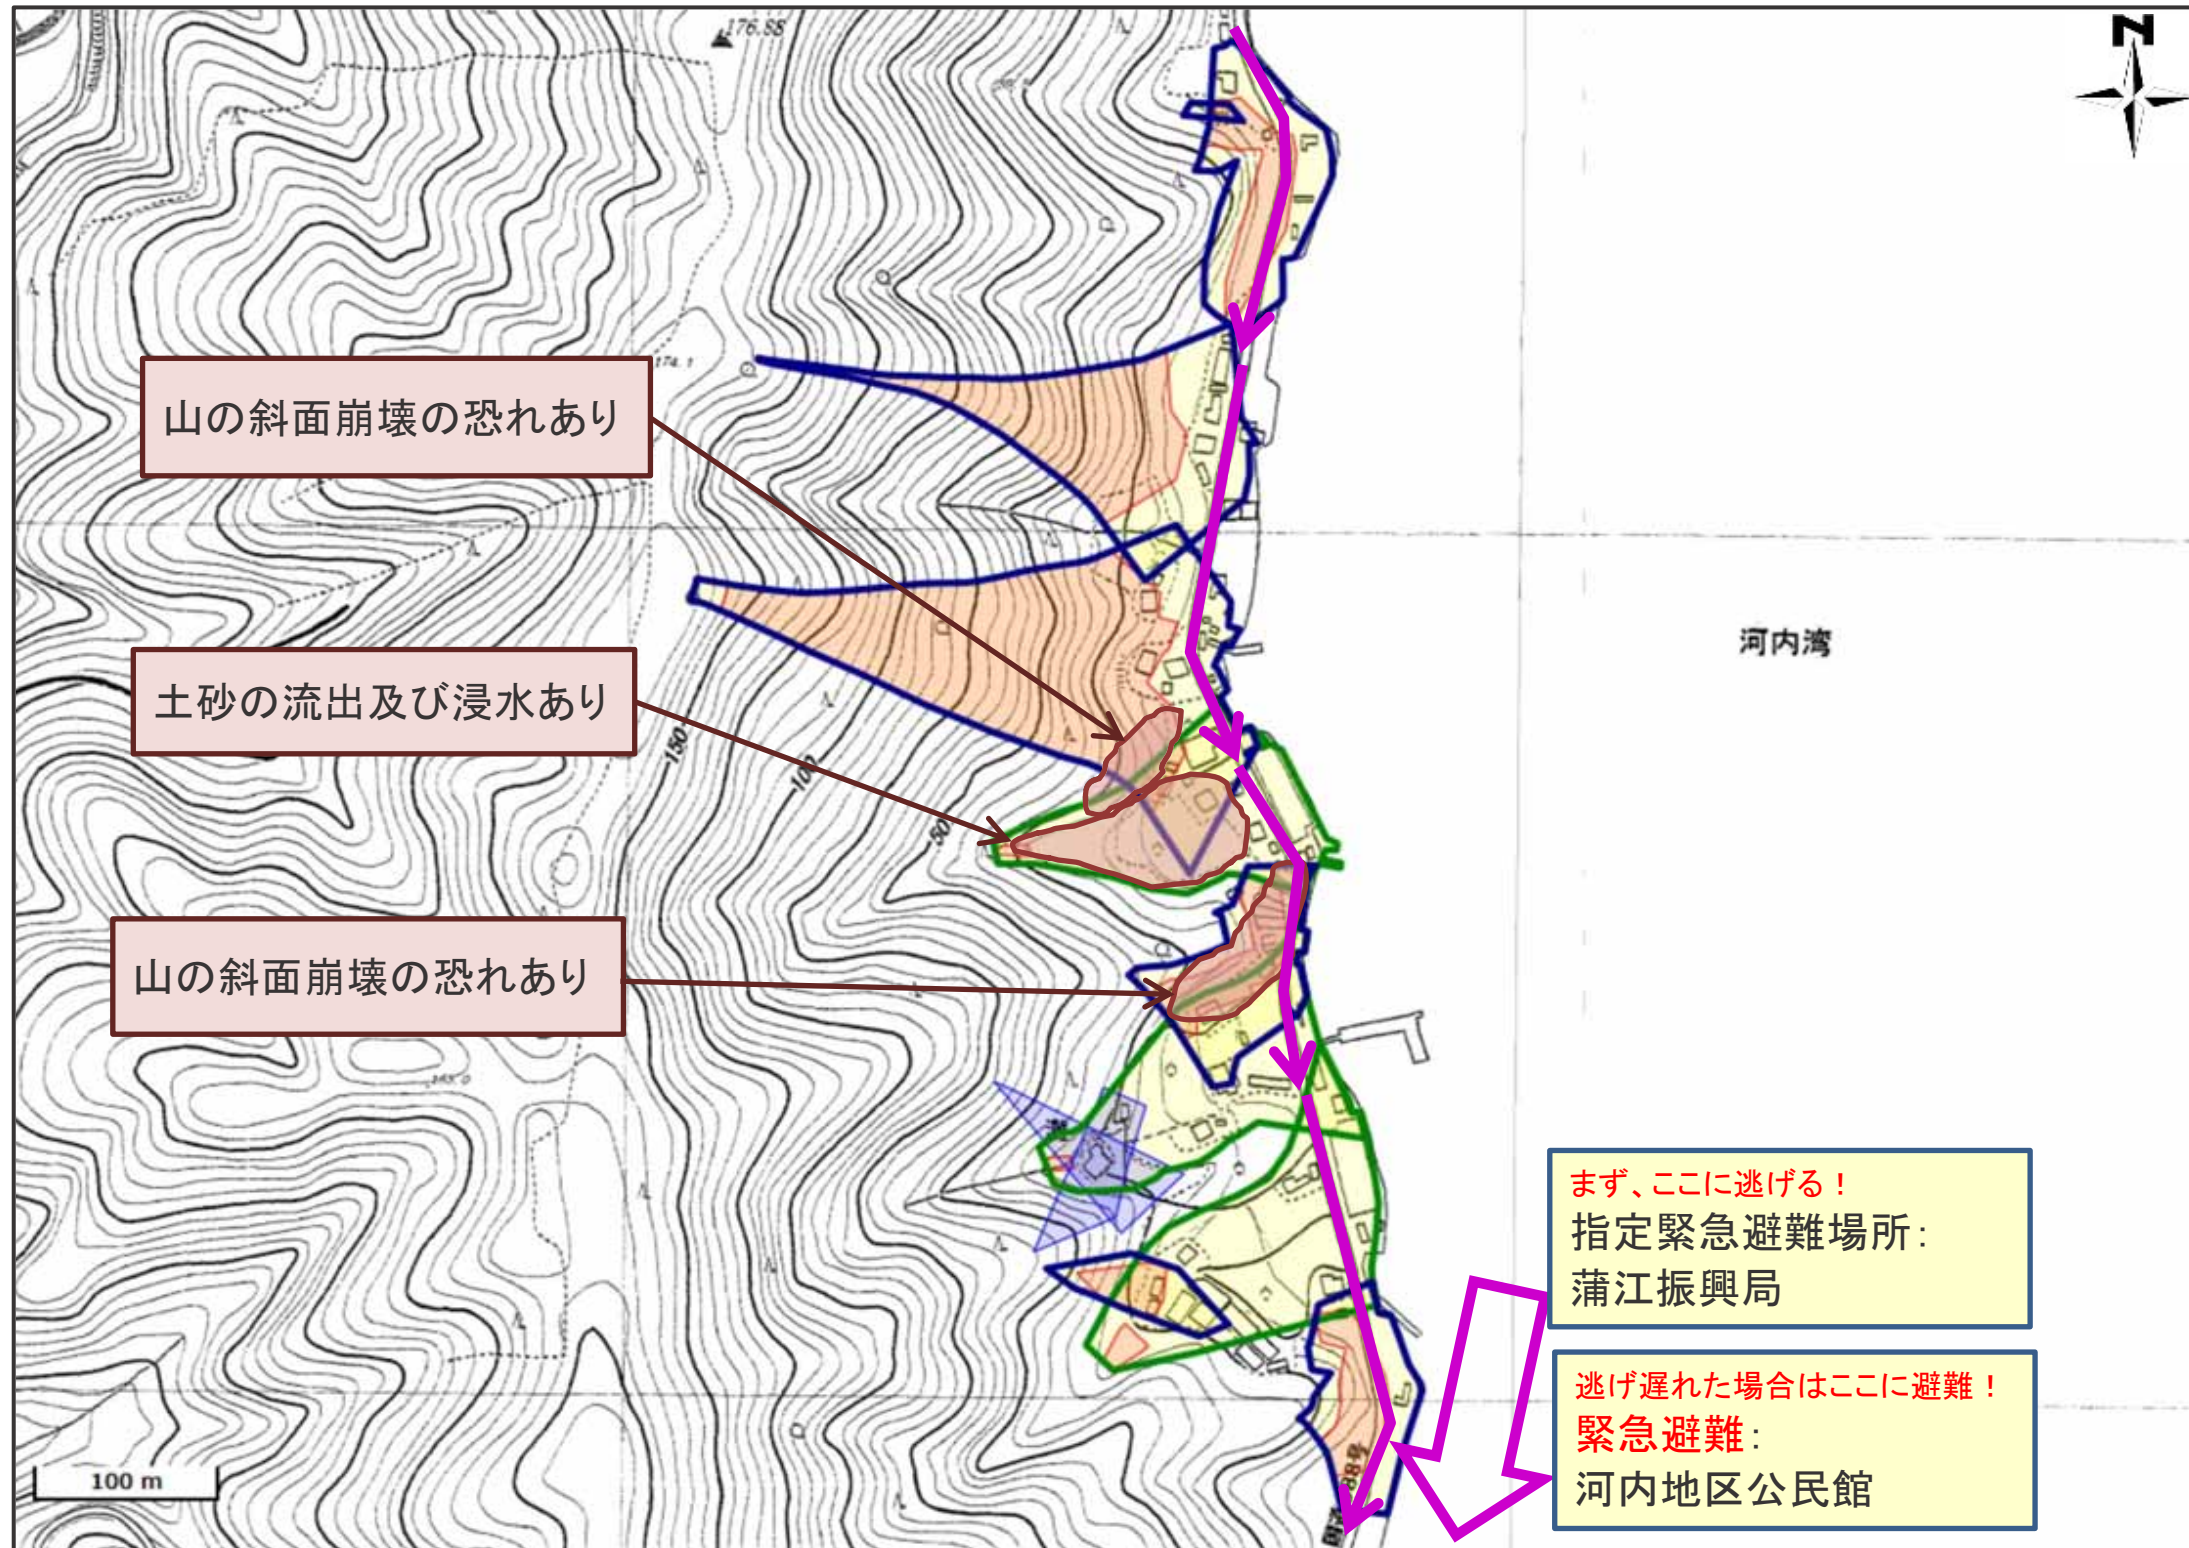 176.88
N
山の斜面崩壊の恐れあり
174.1
河内湾
土砂の流出及び浸水あり
150
100
50
山の斜面崩壊の恐れあり
まず、ここに逃げる！
指定緊急避難場所：
蒲江振興局
逃げ遅れた場合はここに避難！
緊急避難：
河内地区公民館
100 m